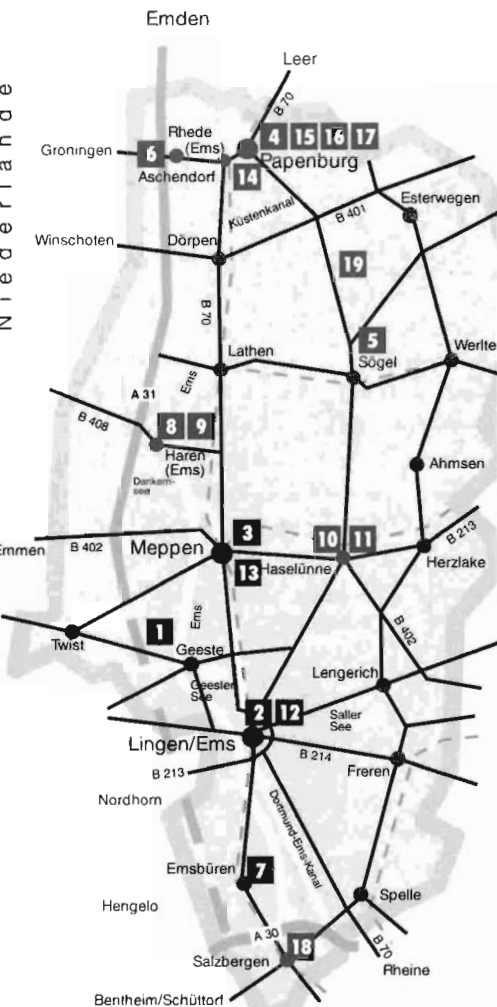 Emden
Niederlande
Leer
B 70
Groningen
6
Rhede
(Ems)
Aschendorf
4 15 16 17
Papenburg
14
Küstenkanal
B 401
Esterwegen
Winschoten
Dörpen
19
B 70
Lathen
5
Sögel
Werlte
Ems
A 31
B 408
8 9
Haren
(Ems)
Dankern-
see
Ahmsen
Emmen
B 402
Meppen
3
13
10 11
Haselünne
B 213
Herzlake
1
Ems
B 402
Twist
Geeste
Geester
See
Lengerich
2 12
Saller
See
Lingen/Ems
B 213
B 214
Freren
Nordhorn
Dortmund-Ems-Kanal
Emsbüren
7
Hengelo
Spelle
A 30
18
Salzbergen
B 70
Rheine
Bentheim/Schüttorf